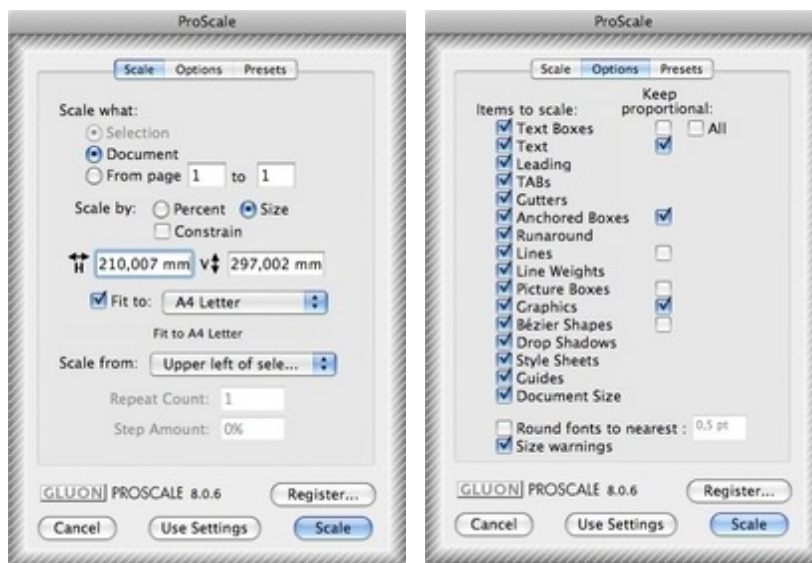 ProScale
Scale Options Presets
Scale what:
Selection
Document
From page 1 to 1
Scale by: Percent Size
Constrain
H 210,007 mm V 297,002 mm
Fit to: A4 Letter
Fit to A4 Letter
Scale from: Upper left of sele...
Repeat Count: 1
Step Amount: 0%
GLUON PROSCALE 8.0.6 Register...
Cancel Use Settings Scale
ProScale
Scale Options Presets
Keep
Items to scale: proportional:
Text Boxes All
Text
Leading
TABs
Gutters
Anchored Boxes
Runaround
Lines
Line Weights
Picture Boxes
Graphics
Bézier Shapes
Drop Shadows
Style Sheets
Guides
Document Size
Round fonts to nearest : 0,5 pt
Size warnings
GLUON PROSCALE 8.0.6 Register...
Cancel Use Settings Scale